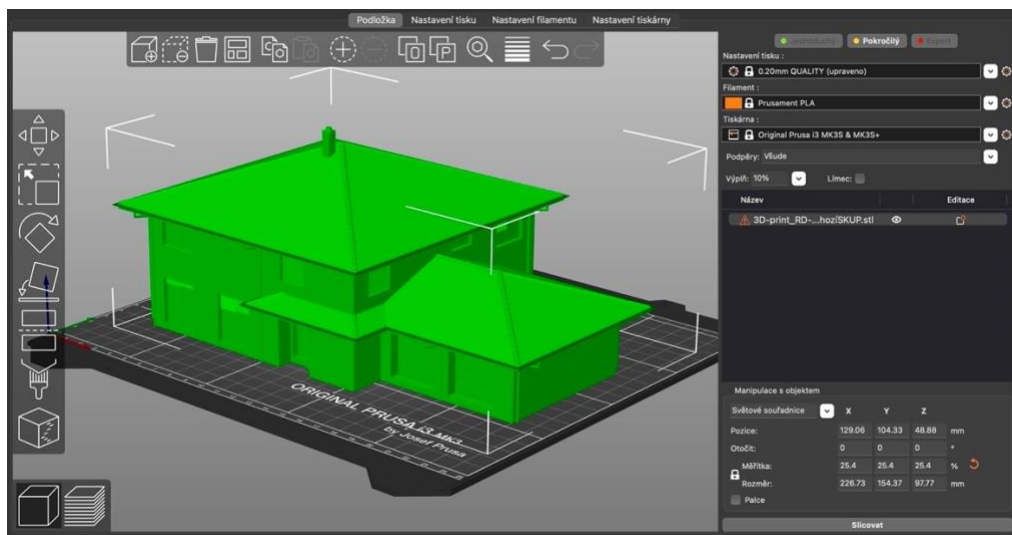 Podložka Nastavení tisku Nastavení filamentu Nastavení tiskárny
Jednoduchý Pokročilý Expert
Nastavení tisku :
0.20mm QUALITY (upraveno)
Filament :
Prusament PLA
Tiskárna :
Original Prusa i3 MK3S & MK3S+
Podpěry: Všude
Výplň: 10% Límec:
Název Editace
3D-print_RD-...hozíSKUP.stl
ORIGINAL PRUSA i3 MK3
by Josef Prusa
Manipulace s objektem
Světové souřadnice X Y Z
Pozice: 129.06 104.33 48.88 mm
Otočit: 0 0 0 °
Měřítka: 25.4 25.4 25.4 %
Rozměr: 226.73 154.37 97.77 mm
Palce
Slicovat